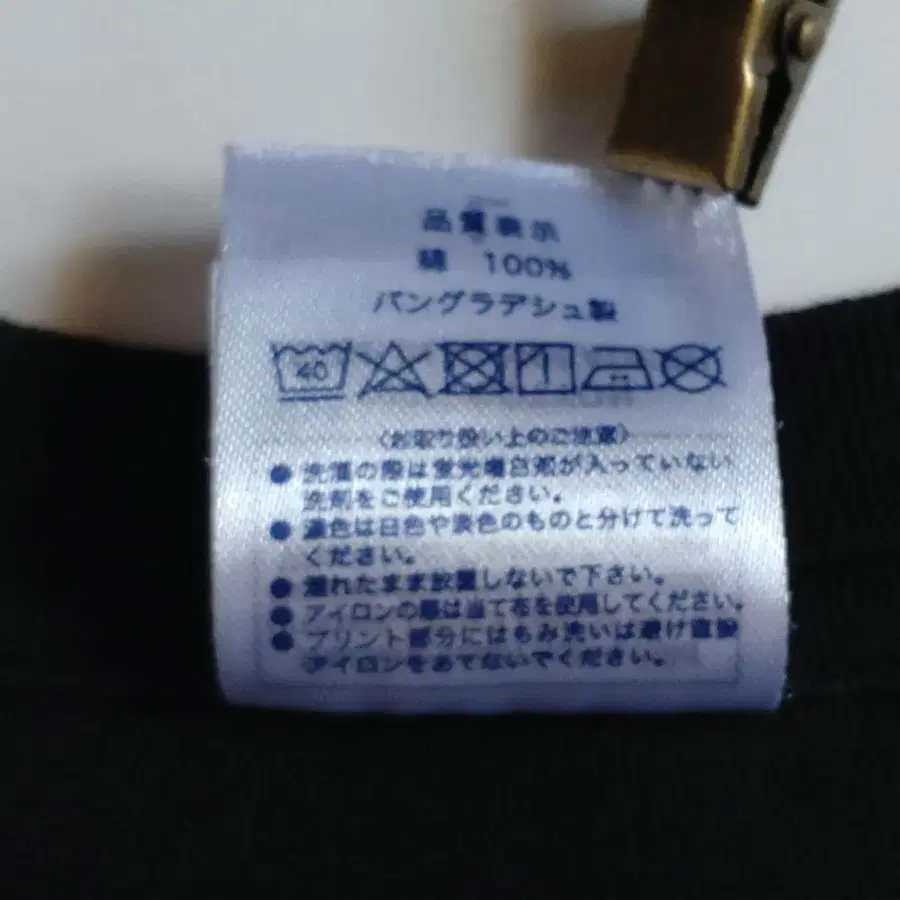 品質表示
綿 100%
バングラデシュ製
40
〈お取り扱い上のご注意〉
● 洗濯の際は蛍光増白剤が入っていない
洗剤をご使用ください。
● 濃色は白色や淡色のものと分けて洗って
ください。
● 濡れたまま放置しないで下さい。
● アイロンの際は当て布を使用してください。
● プリント部分にはもみ洗いは避け直接
アイロンをあてないでください。